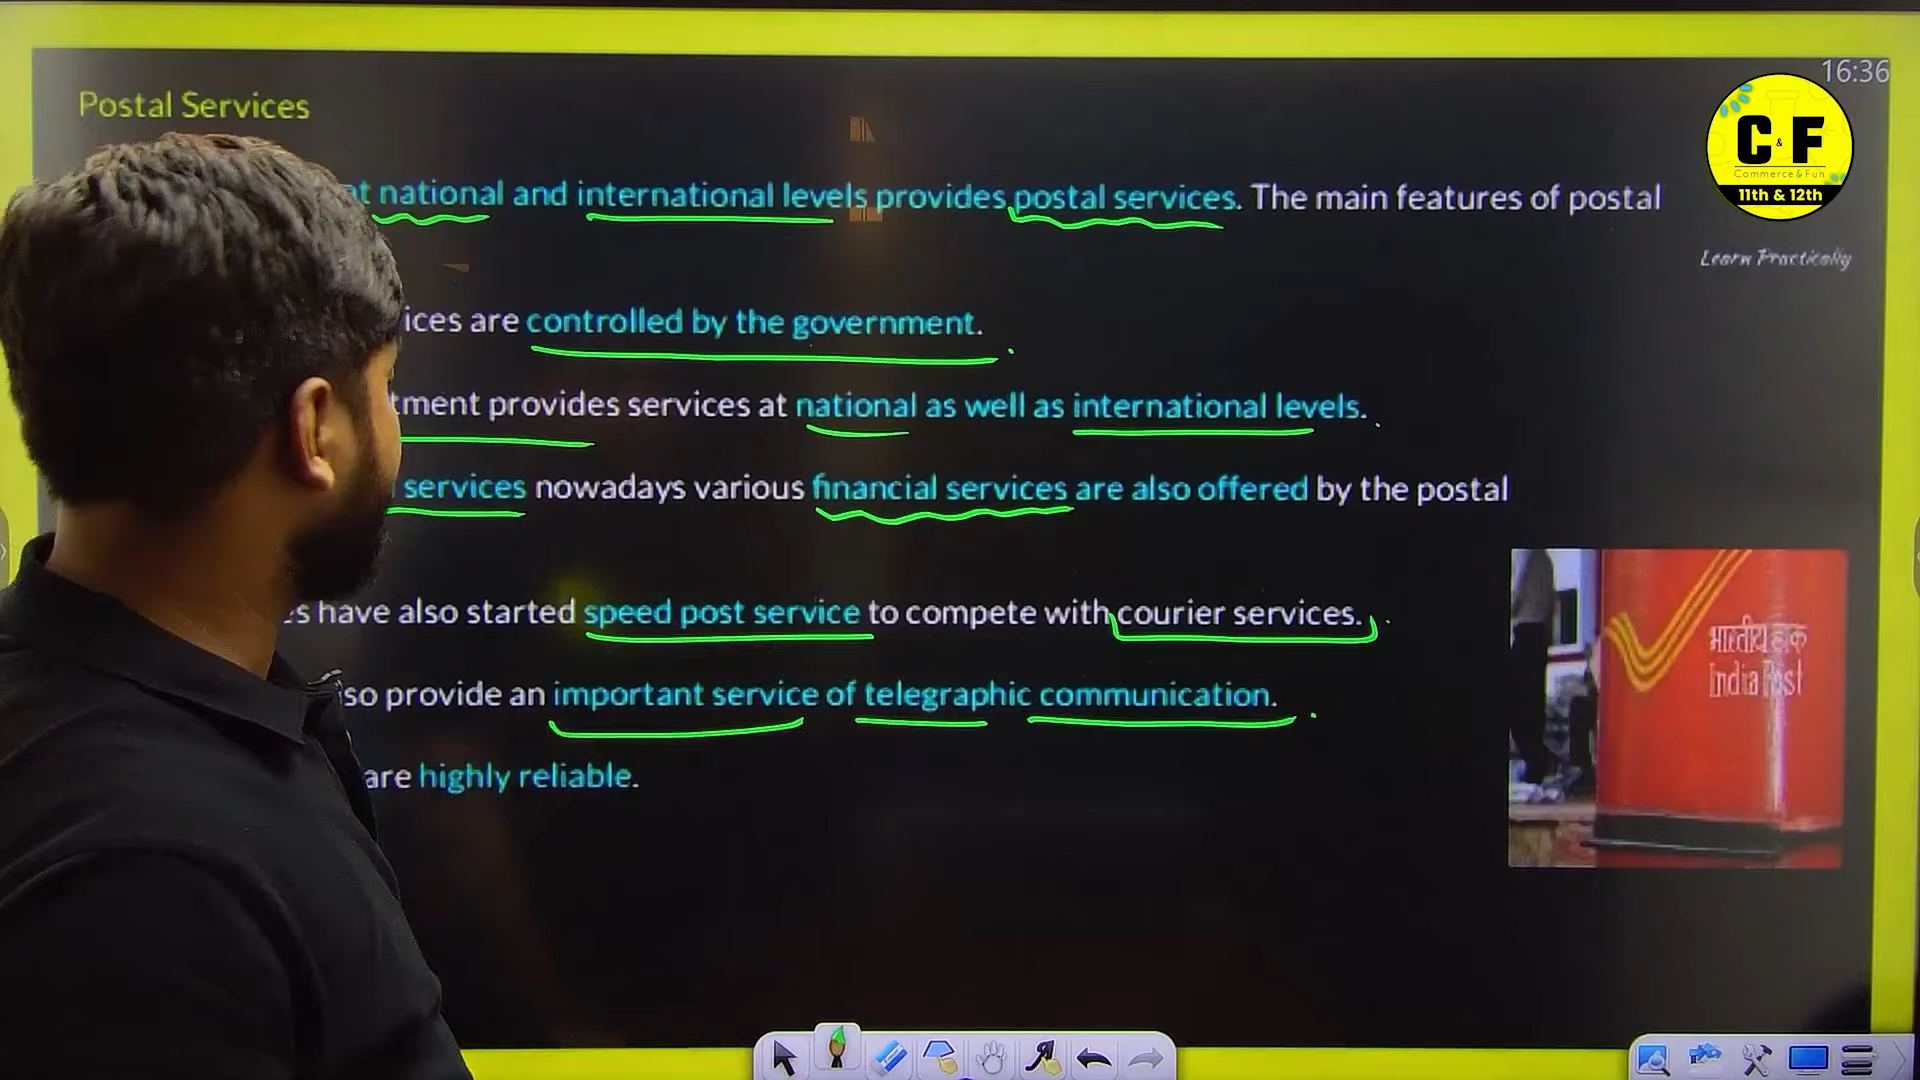 16:36
Postal Services
C & F
Commerce & Fun
11th & 12th
at national and international levels provides postal services. The main features of postal
Learn Practically
ices are controlled by the government.
tment provides services at national as well as international levels.
services nowadays various financial services are also offered by the postal
es have also started speed post service to compete with courier services.
so provide an important service of telegraphic communication.
are highly reliable.
भारतीय डाक
India Post